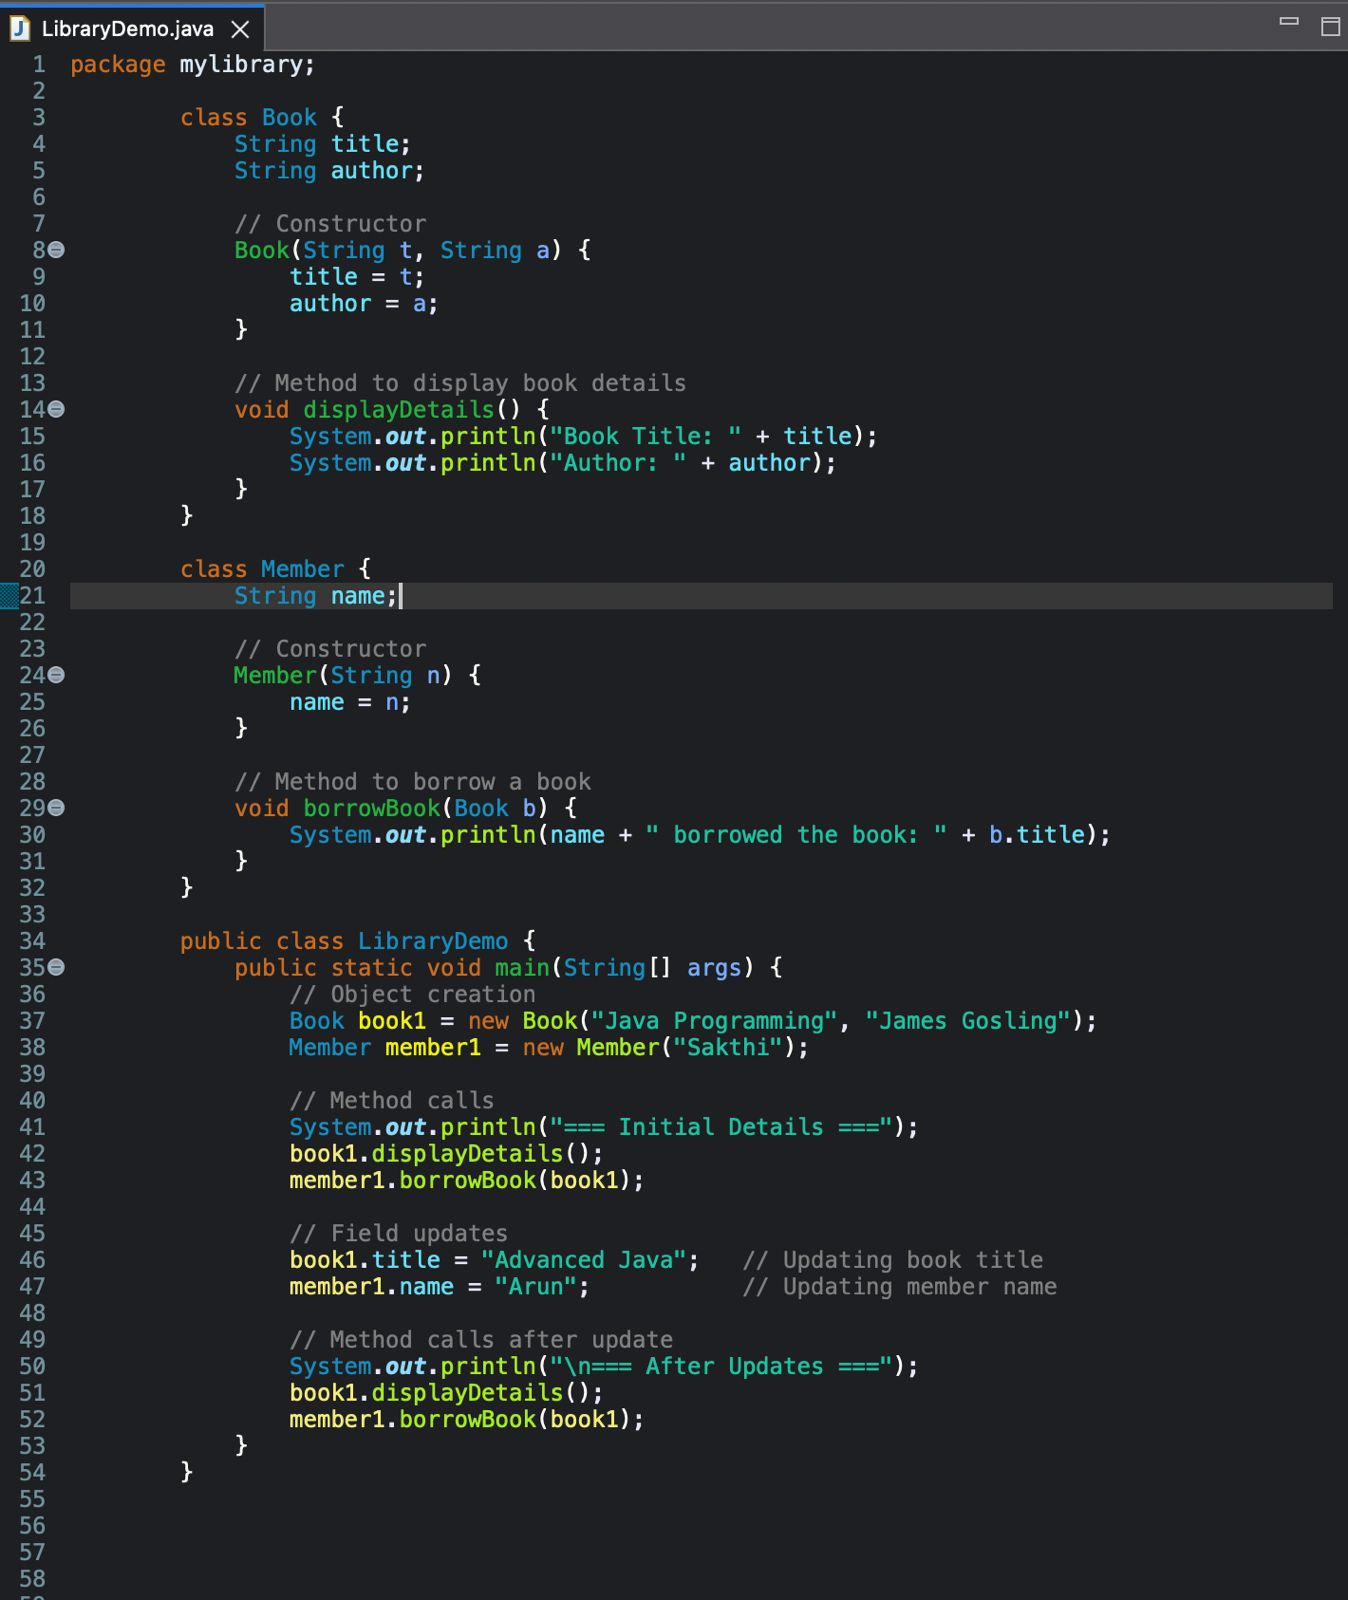 LibraryDemo.java
1 package mylibrary;
2
3 class Book {
4 String title;
5 String author;
6
7 // Constructor
8 Book(String t, String a) {
9 title = t;
10 author = a;
11 }
12
13 // Method to display book details
14 void displayDetails() {
15 System.out.println("Book Title: " + title);
16 System.out.println("Author: " + author);
17 }
18 }
19
20 class Member {
21 String name;
22
23 // Constructor
24 Member(String n) {
25 name = n;
26 }
27
28 // Method to borrow a book
29 void borrowBook(Book b) {
30 System.out.println(name + " borrowed the book: " + b.title);
31 }
32 }
33
34 public class LibraryDemo {
35 public static void main(String[] args) {
36 // Object creation
37 Book book1 = new Book("Java Programming", "James Gosling");
38 Member member1 = new Member("Sakthi");
39
40 // Method calls
41 System.out.println("=== Initial Details ===");
42 book1.displayDetails();
43 member1.borrowBook(book1);
44
45 // Field updates
46 book1.title = "Advanced Java"; // Updating book title
47 member1.name = "Arun"; // Updating member name
48
49 // Method calls after update
50 System.out.println("\n=== After Updates ===");
51 book1.displayDetails();
52 member1.borrowBook(book1);
53 }
54 }
55
56
57
58